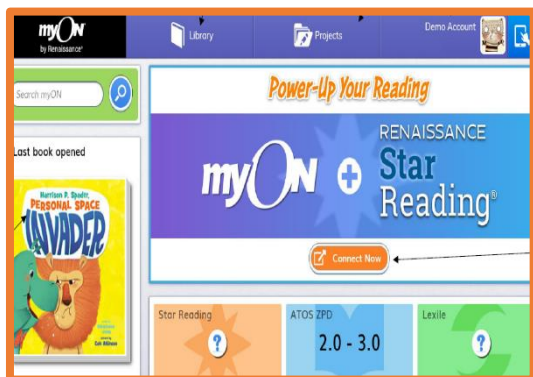 myON
by Renaissance®
Library
Projects
Demo Account
Search myON
Last book opened
Harrison P. Spader,
PERSONAL SPACE
INVADER
Power-Up Your Reading
myON + RENAISSANCE
Star
Reading®
Connect Now
Star Reading
?
ATOS ZPD
2.0 - 3.0
Lexile
?